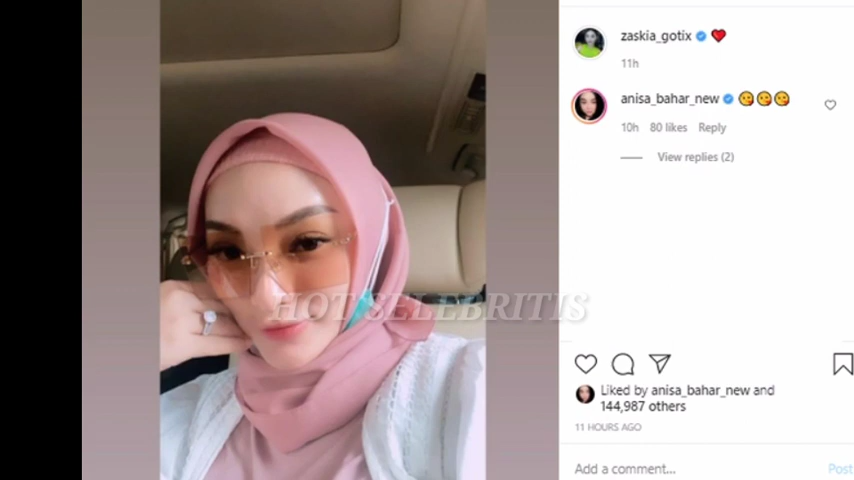 HOT SELEBRITIS
zaskia_gotix
11h
anisa_bahar_new 😋😋😋
10h 80 likes Reply
View replies (2)
Liked by anisa_bahar_new and
144,987 others
11 HOURS AGO
Add a comment...
Post